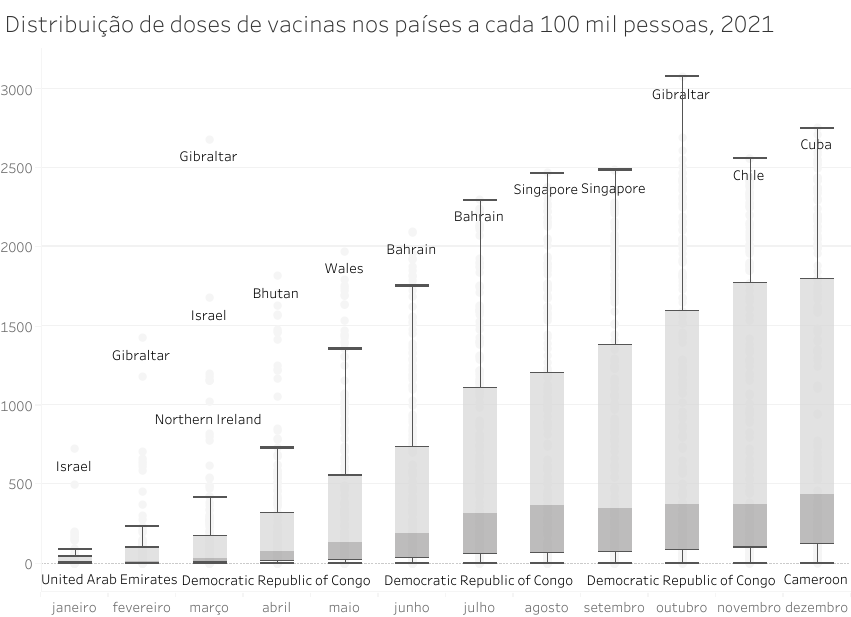 Distribuição de doses de vacinas nos países a cada 100 mil pessoas, 2021
3000
Gibraltar
Cuba
Gibraltar
2500
Chile
Singapore Singapore
Bahrain
2000
Bahrain
Wales
Bhutan
Israel
1500
Gibraltar
1000
Northern Ireland
Israel
500
0
United Arab Emirates Democratic Republic of Congo Democratic Republic of Congo Democratic Republic of Congo Cameroon
janeiro fevereiro março abril maio junho julho agosto setembro outubro novembro dezembro